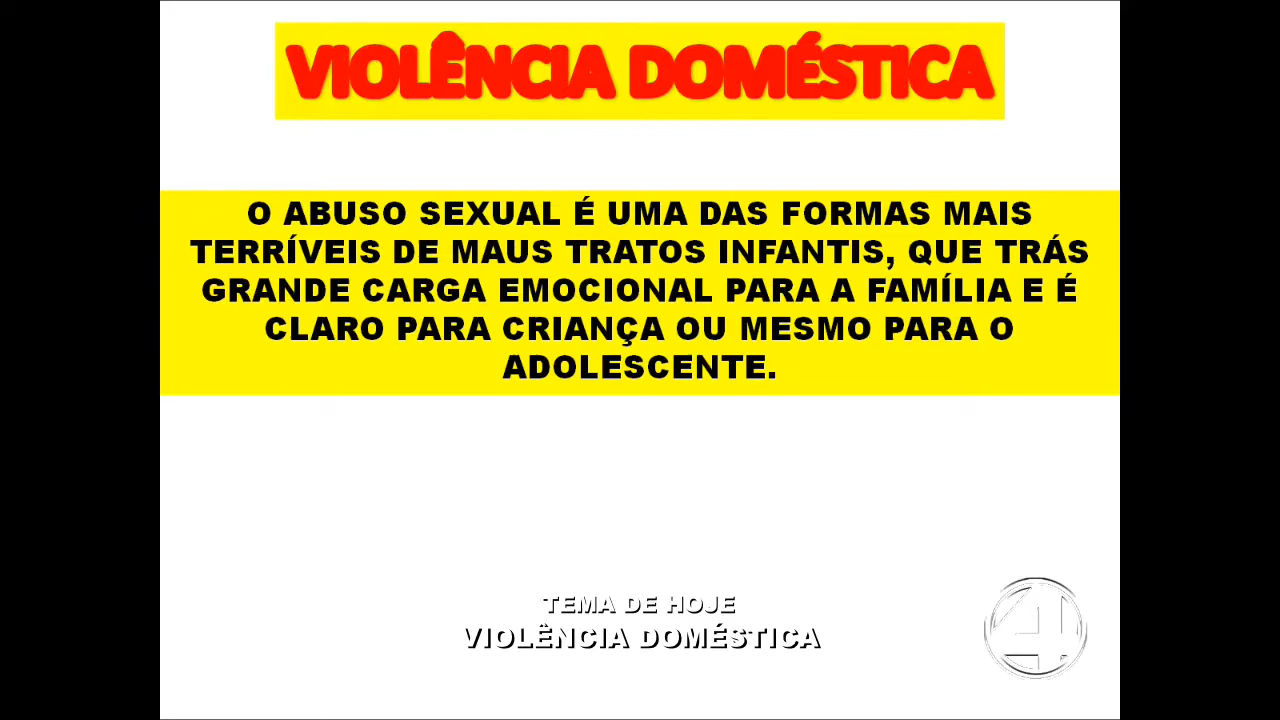 VIOLÊNCIA DOMÉSTICA
O ABUSO SEXUAL É UMA DAS FORMAS MAIS
TERRÍVEIS DE MAUS TRATOS INFANTIS, QUE TRÁS
GRANDE CARGA EMOCIONAL PARA A FAMÍLIA E É
CLARO PARA CRIANÇA OU MESMO PARA O
ADOLESCENTE.
TEMA DE HOJE
VIOLÊNCIA DOMÉSTICA
4